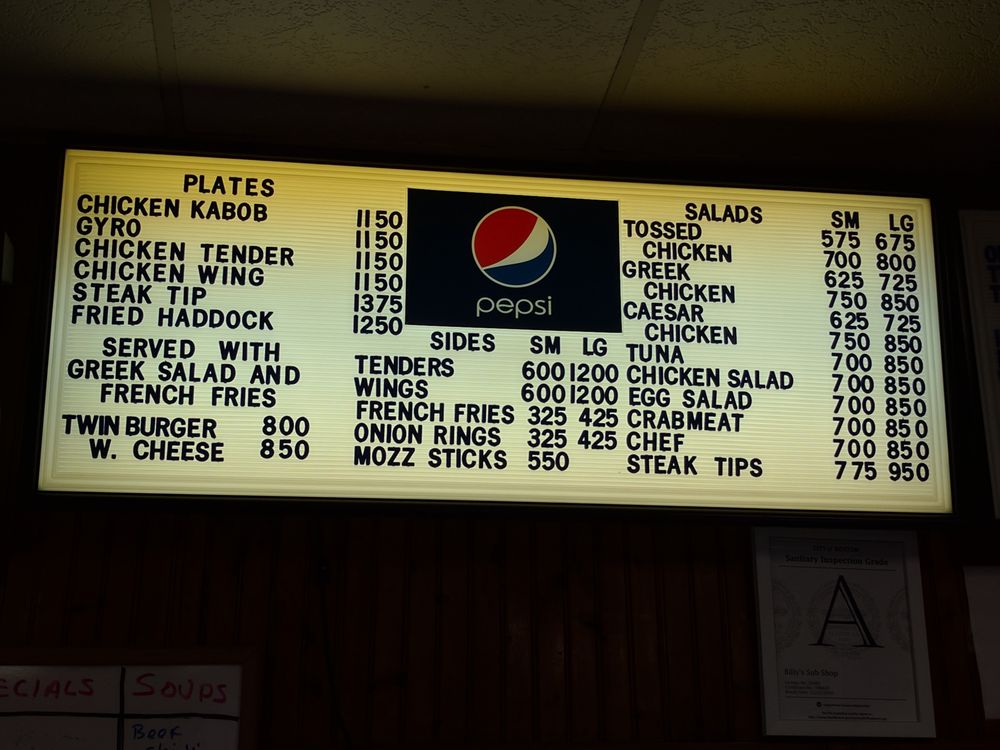 PLATES
CHICKEN KABOB 1150
GYRO 1150
CHICKEN TENDER 1150
CHICKEN WING 1150
STEAK TIP 1375
FRIED HADDOCK 1250
SERVED WITH
GREEK SALAD AND
FRENCH FRIES
TWIN BURGER 800
W. CHEESE 850
pepsi
SIDES SM LG
TENDERS 600 1200
WINGS 600 1200
FRENCH FRIES 325 425
ONION RINGS 325 425
MOZZ STICKS 550
SALADS SM LG
TOSSED 575 675
CHICKEN 700 800
GREEK 625 725
CHICKEN 750 850
CAESAR 625 725
CHICKEN 750 850
TUNA 700 850
CHICKEN SALAD 700 850
EGG SALAD 700 850
CRABMEAT 700 850
CHEF 700 850
STEAK TIPS 775 950
CITY of BOSTON
Sanitary Inspection Grade
A
Billy's Sub Shop
ECIALS SOUPS
Beef